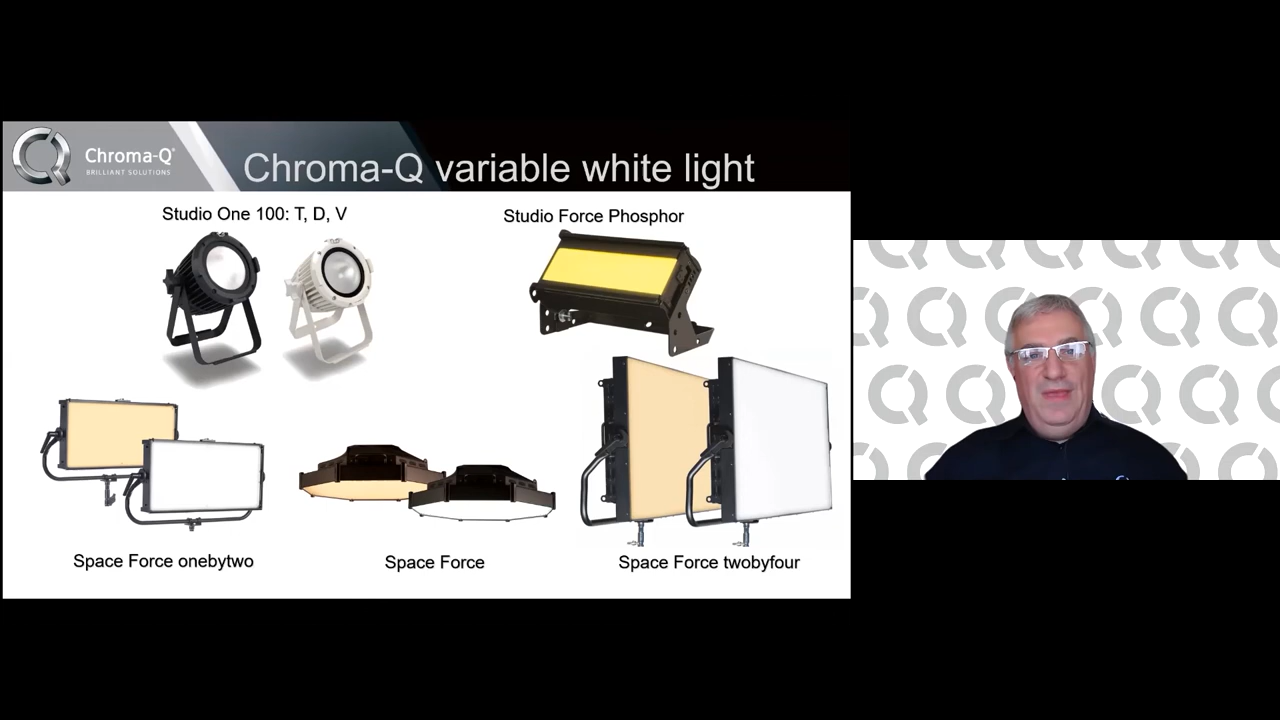 Chroma-Q®
BRILLIANT SOLUTIONS
Chroma-Q variable white light
Studio One 100: T, D, V
Studio Force Phosphor
Space Force onebytwo
Space Force
Space Force twobyfour